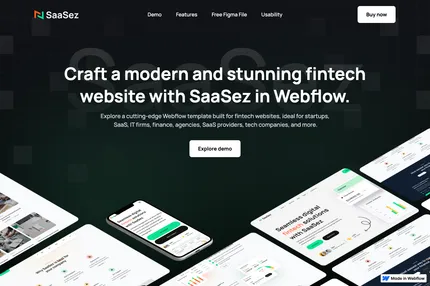 SaaSez
Demo
Features
Free Figma File
Usability
Buy now
Craft a modern and stunning fintech
website with SaaSez in Webflow.
Explore a cutting-edge Webflow template built for fintech websites, ideal for startups,
SaaS, IT firms, finance, agencies, SaaS providers, tech companies, and more.
Explore demo
Seamless digital
fintech solutions
with SaaSez
Made in Webflow